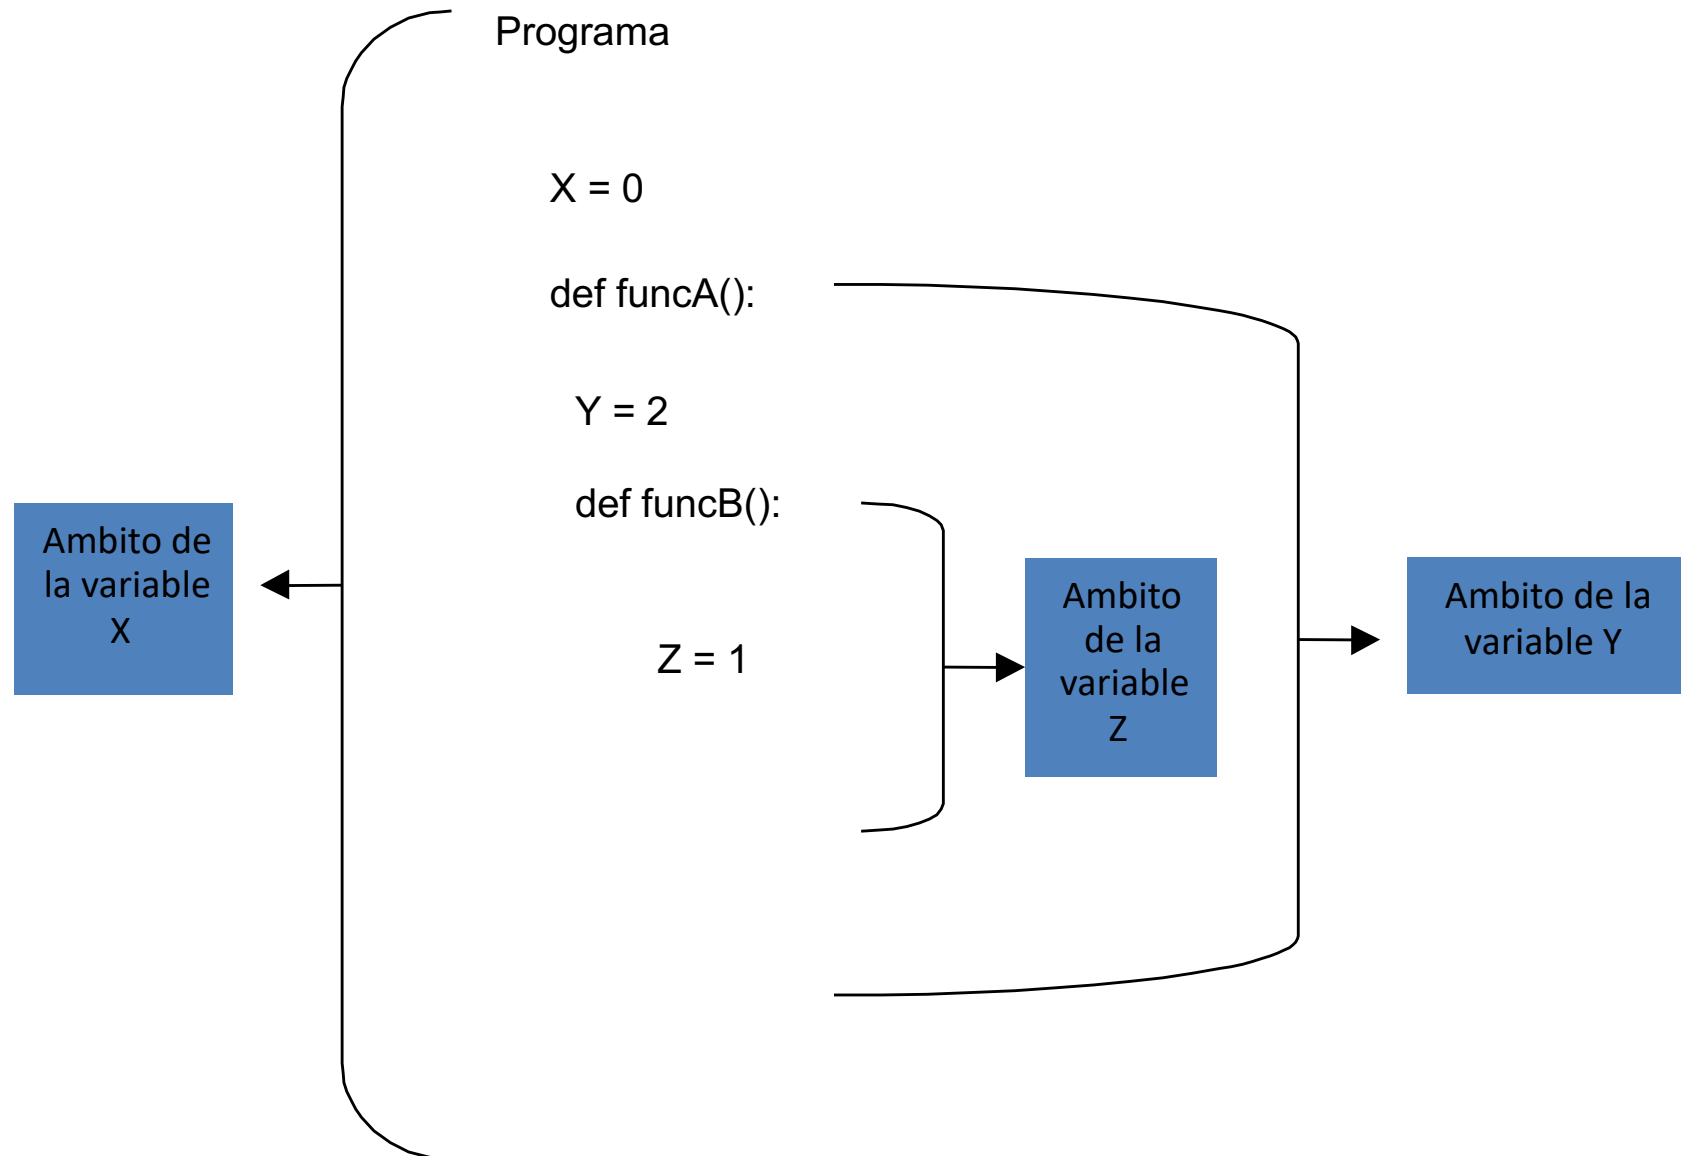 Programa
X = 0
def funcA():
Y = 2
def funcB():
Z = 1
Ambito de
la variable
X
Ambito
de la
variable
Z
Ambito de la
variable Y